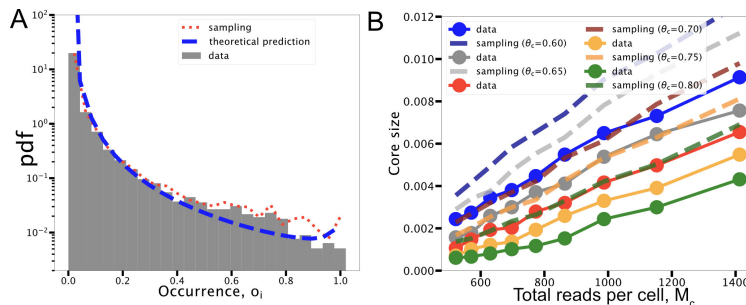 A
sampling
theoretical prediction
data
pdf
10²
10¹
10⁰
10⁻¹
10⁻²
0.0 0.2 0.4 0.6 0.8 1.0
Occurrence, oᵢ
B
data
sampling (θc=0.60)
data
sampling (θc=0.65)
data
sampling (θc=0.70)
data
sampling (θc=0.75)
data
sampling (θc=0.80)
Core size
0.012
0.010
0.008
0.006
0.004
0.002
0.000
600 800 1000 1200 1400
Total reads per cell, Mc